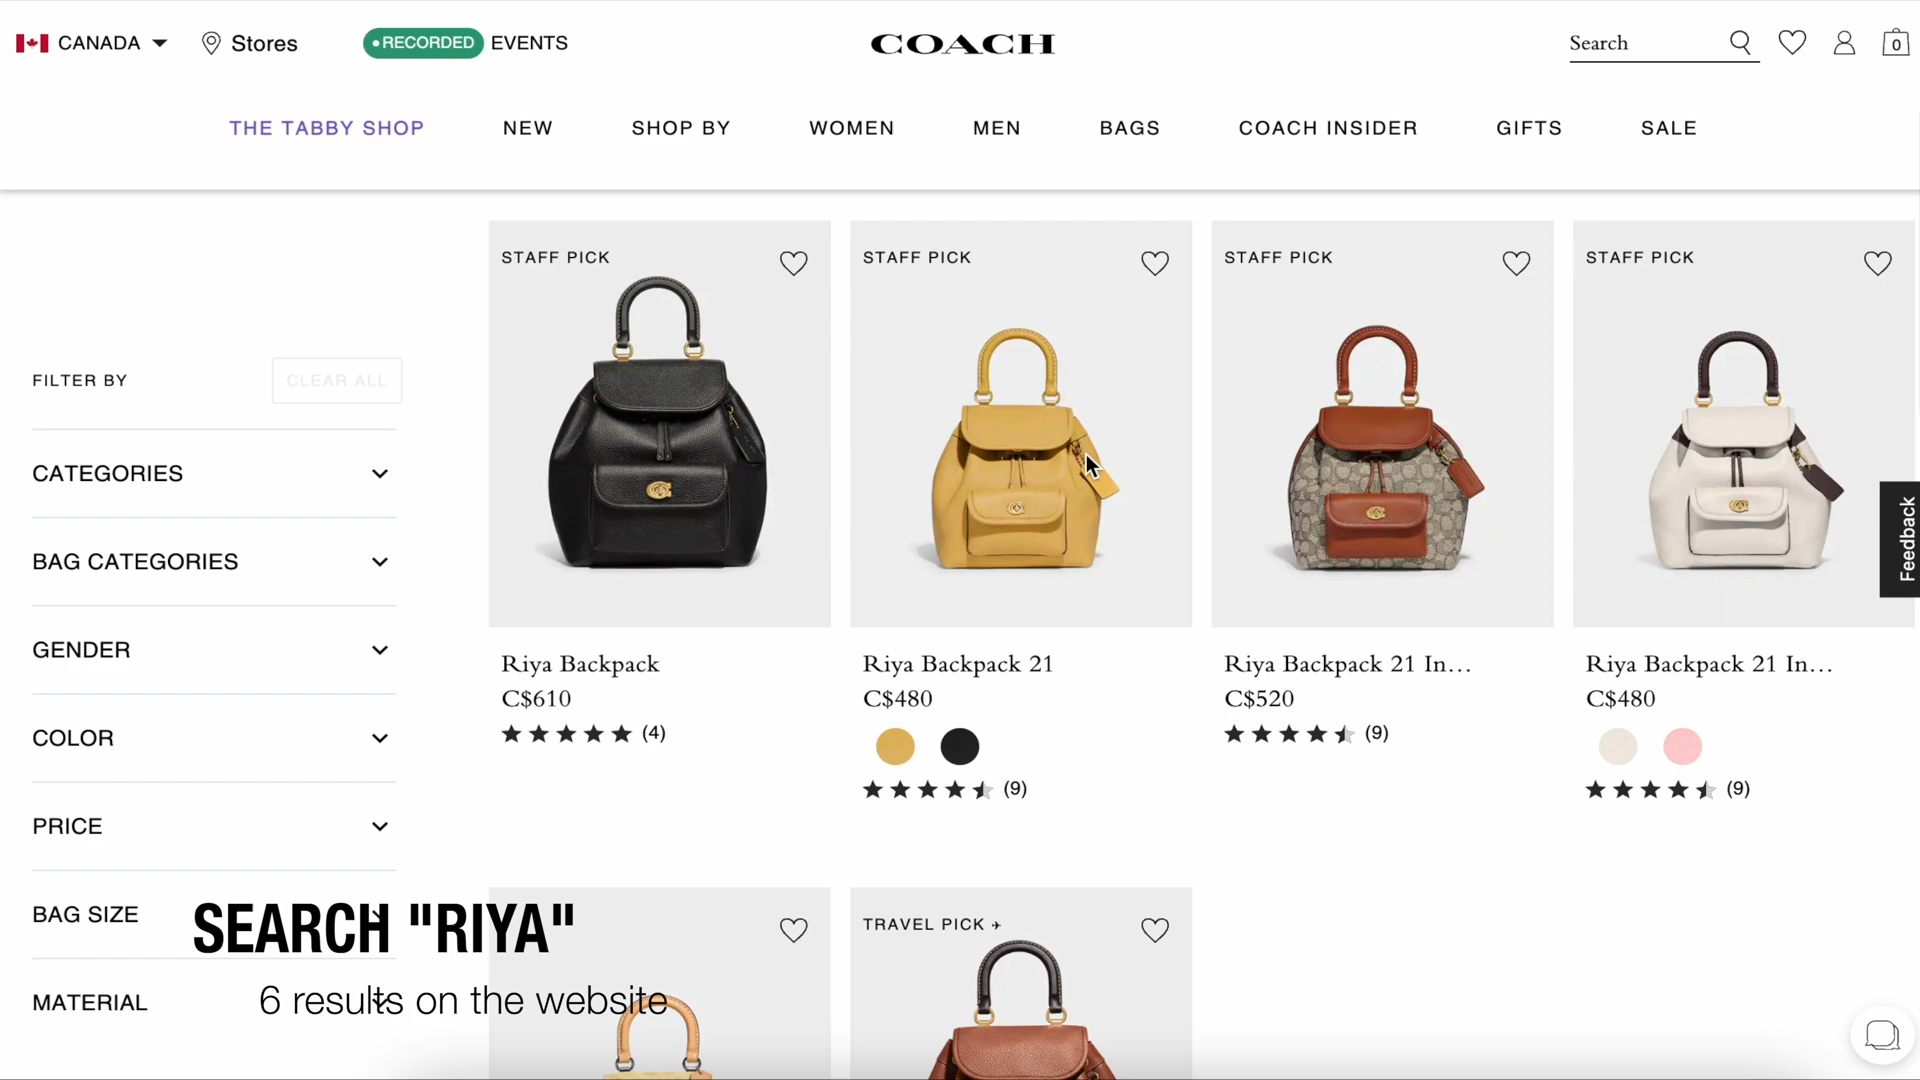 CANADA
Stores
•RECORDED EVENTS
COACH
Search
0
THE TABBY SHOP
NEW
SHOP BY
WOMEN
MEN
BAGS
COACH INSIDER
GIFTS
SALE
FILTER BY
CLEAR ALL
CATEGORIES
BAG CATEGORIES
GENDER
COLOR
PRICE
BAG SIZE
MATERIAL
STAFF PICK
Riya Backpack
C$610
(4)
STAFF PICK
Riya Backpack 21
C$480
(9)
STAFF PICK
Riya Backpack 21 In...
C$520
(9)
STAFF PICK
Riya Backpack 21 In...
C$480
(9)
TRAVEL PICK ✈
Feedback
SEARCH "RIYA"
6 results on the website